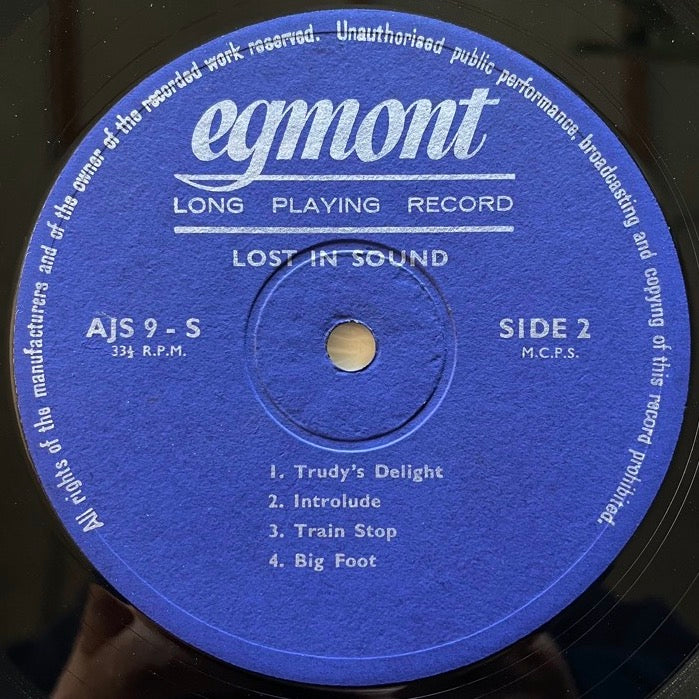 All rights of the manufacturers and of the owner of the recorded work reserved. Unauthorised public performance, broadcasting and copying of this record prohibited.
egmont
LONG PLAYING RECORD
LOST IN SOUND
AJS 9 - S
33⅓ R.P.M.
SIDE 2
M.C.P.S.
1. Trudy's Delight
2. Introlude
3. Train Stop
4. Big Foot